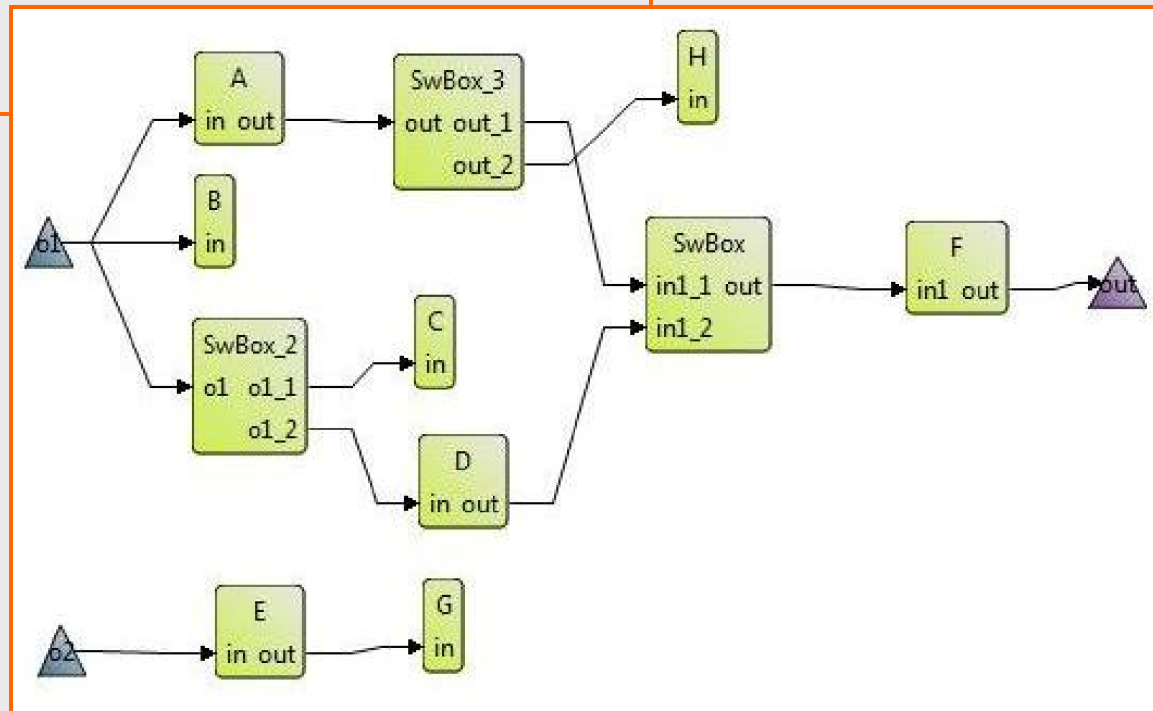 A
in out
SwBox_3
out out_1
out_2
H
in
B
in
o1
SwBox
in1_1 out
in1_2
F
in1 out
out
SwBox_2
o1 o1_1
o1_2
C
in
D
in out
E
in out
G
in
o2